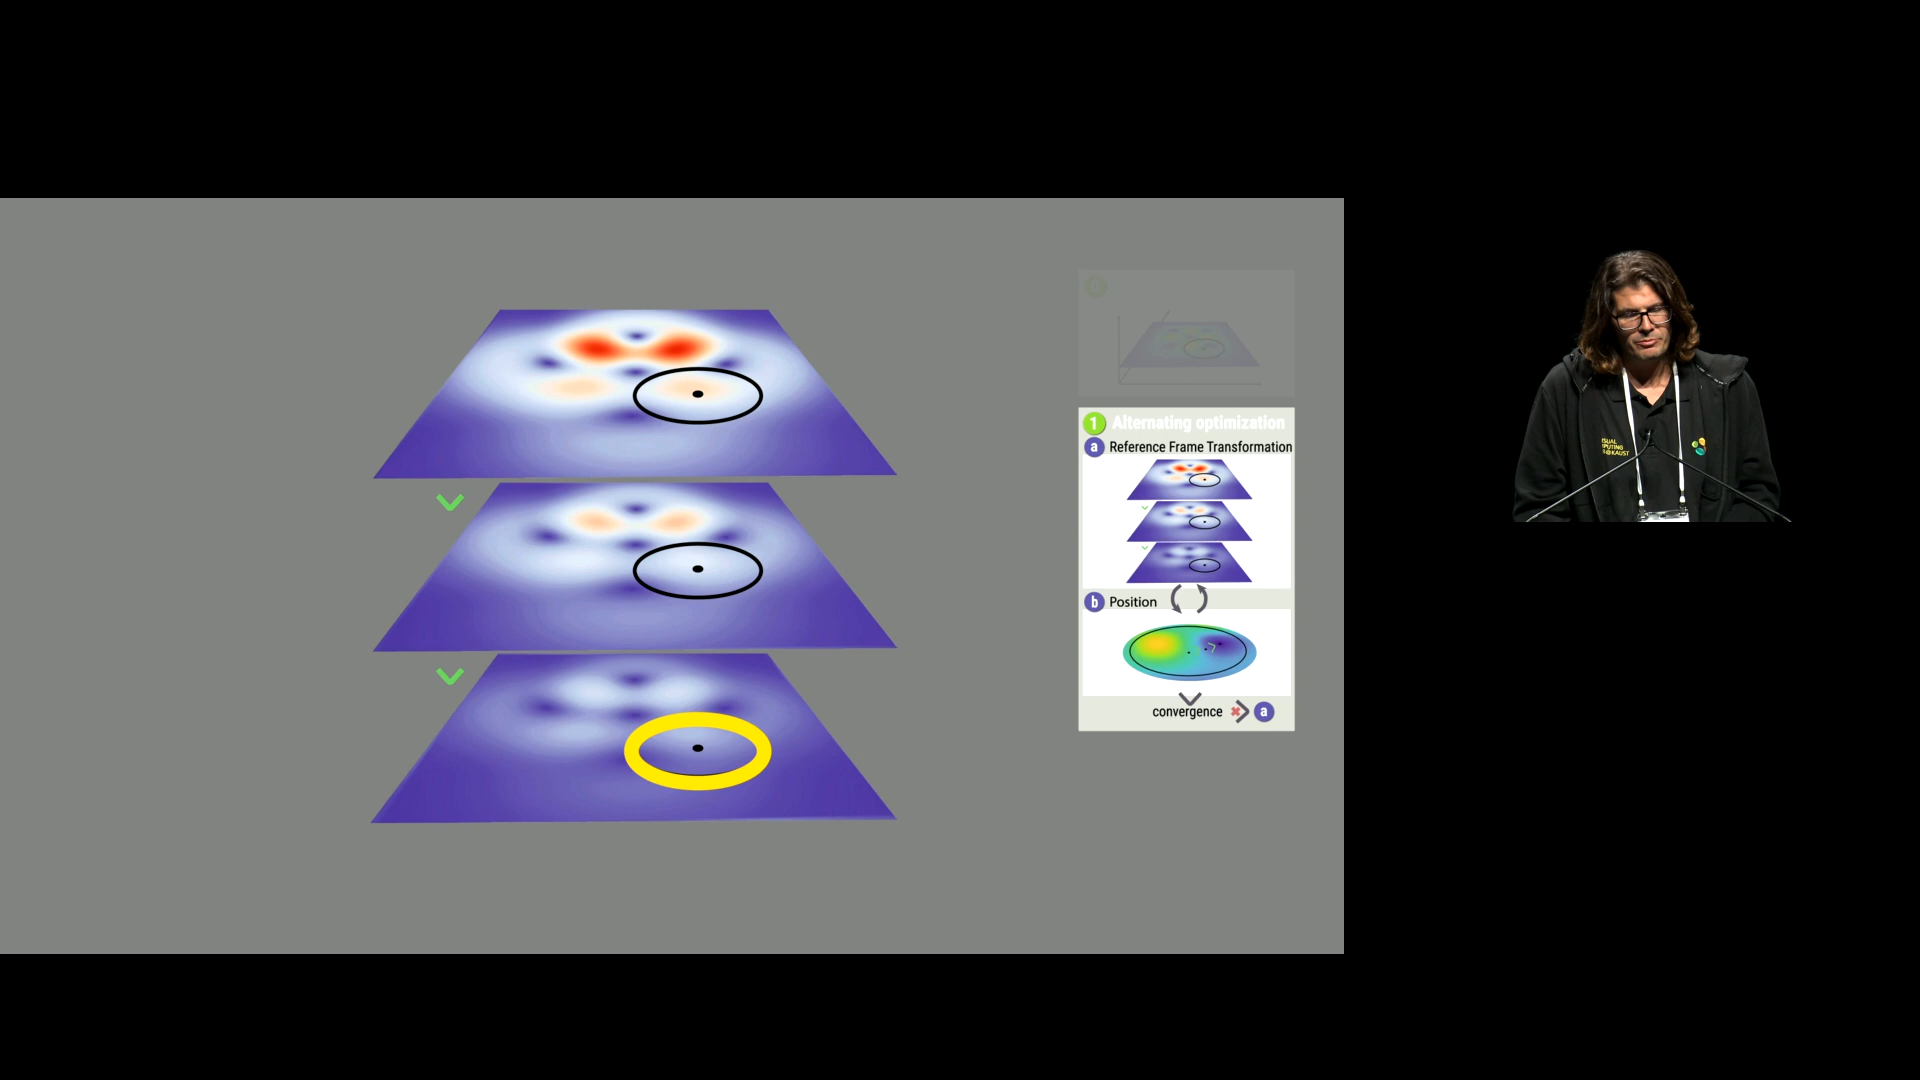 1 Alternating optimization
a Reference Frame Transformation
b Position
convergence a